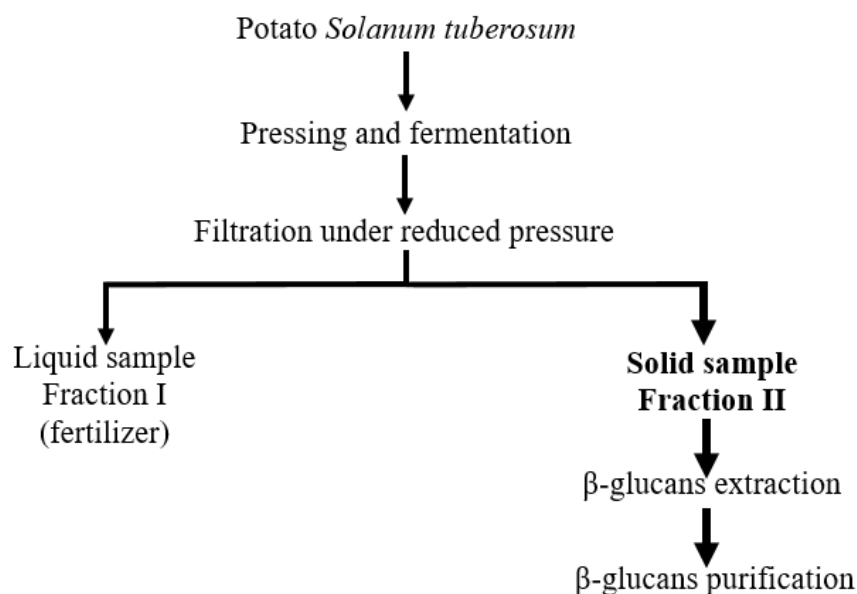 Potato Solanum tuberosum
Pressing and fermentation
Filtration under reduced pressure
Liquid sample
Fraction I
(fertilizer)
Solid sample
Fraction II
β-glucans extraction
β-glucans purification